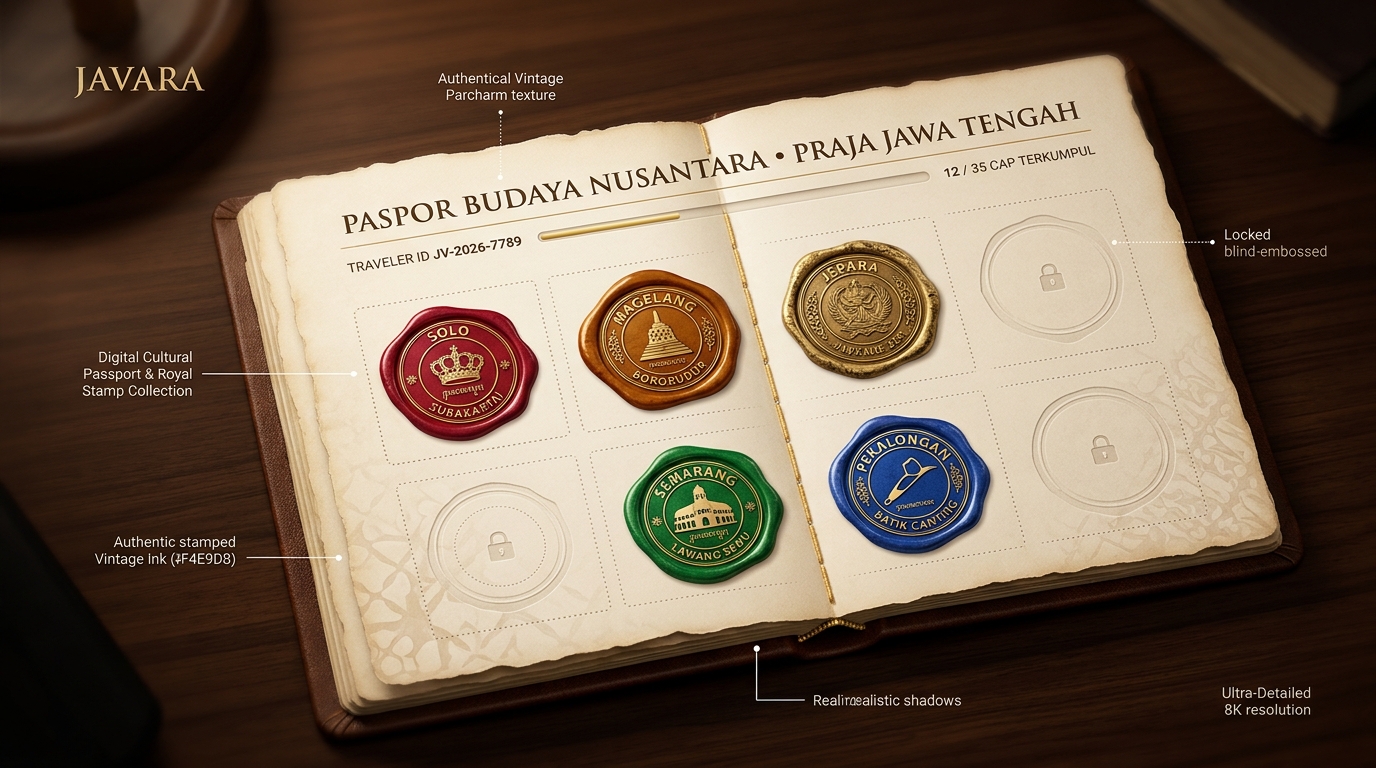 JAVARA
Authentical Vintage
Parcharm texture
PASPOR BUDAYA NUSANTARA • PRAJA JAWA TENGAH
TRAVELER ID JV-2026-7789
12 / 35 CAP TERKUMPUL
SOLO
SURAKARTA
MAGELANG
BOROPUDUR
JEPARA
SEMARANG
LAWANG SEWU
PEKALONGAN
BATIK CANTING
Locked
blind-embossed
Digital Cultural
Passport & Royal
Stamp Collection
Authentic stamped
Vintage ink (#F4E9D8)
shadows
Ultra-Detailed
8K resolution